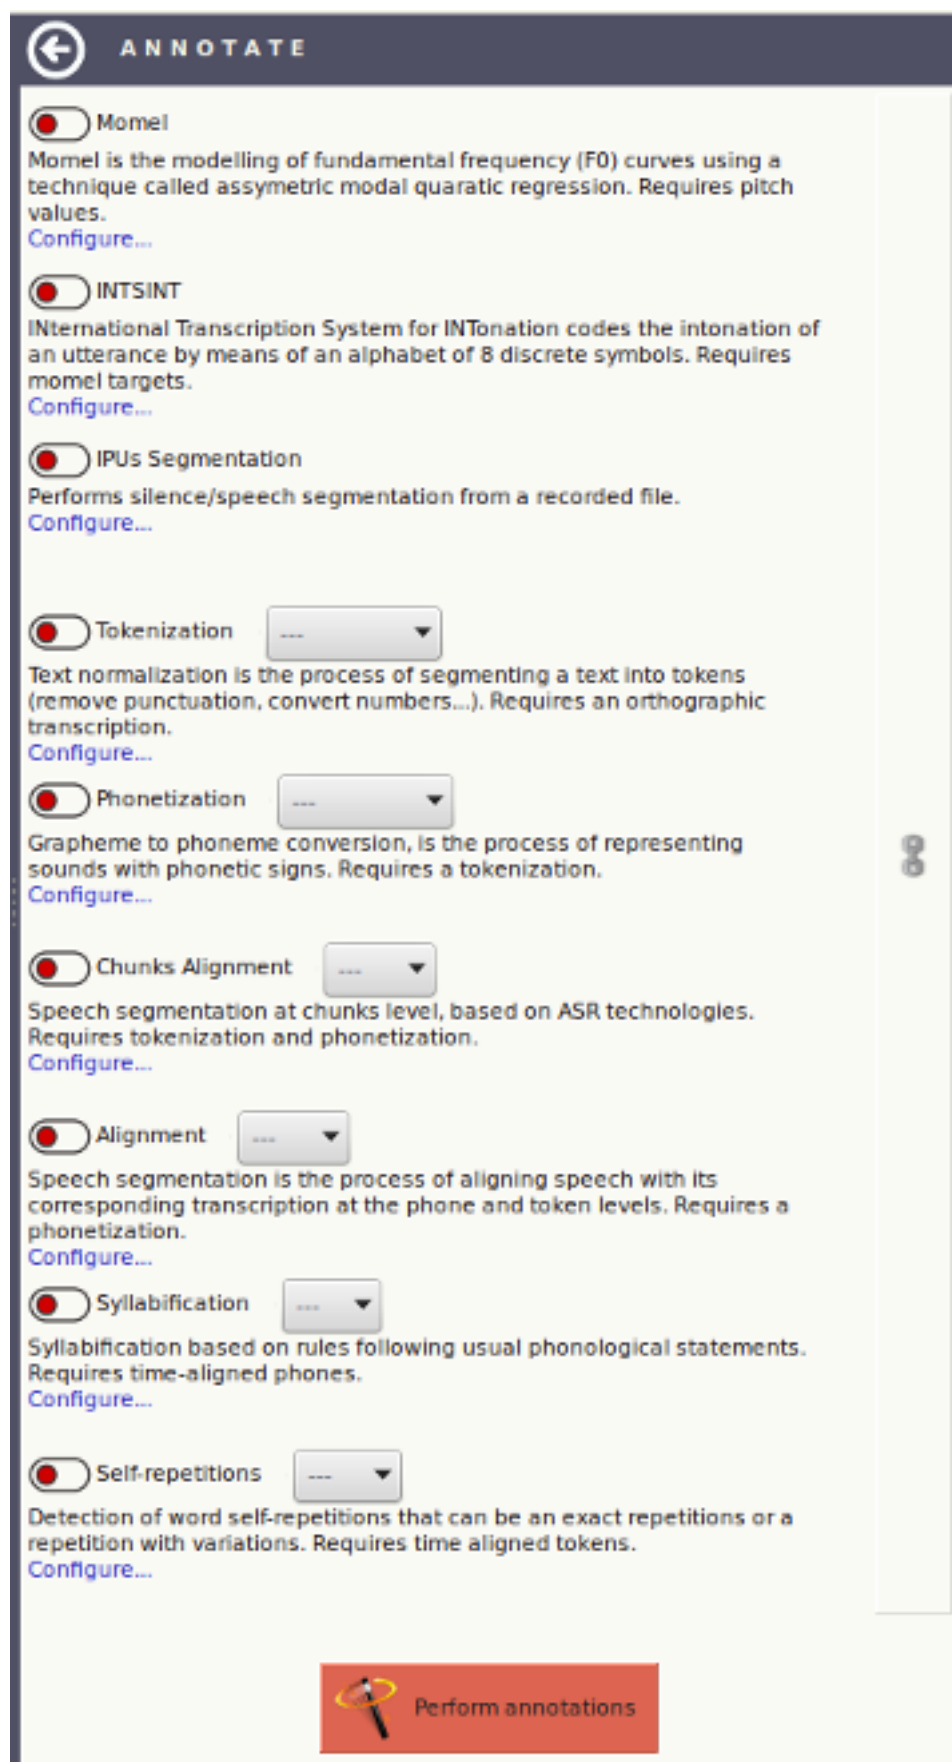 ANNOTATE
Momel
Momel is the modelling of fundamental frequency (F0) curves using a
technique called assymetric modal quaratic regression. Requires pitch
values.
Configure...
INTSINT
INternational Transcription System for INTonation codes the intonation of
an utterance by means of an alphabet of 8 discrete symbols. Requires
momel targets.
Configure...
IPUs Segmentation
Performs silence/speech segmentation from a recorded file.
Configure...
Tokenization ---
Text normalization is the process of segmenting a text into tokens
(remove punctuation, convert numbers...). Requires an orthographic
transcription.
Configure...
Phonetization ---
Grapheme to phoneme conversion, is the process of representing
sounds with phonetic signs. Requires a tokenization.
Configure...
Chunks Alignment ---
Speech segmentation at chunks level, based on ASR technologies.
Requires tokenization and phonetization.
Configure...
Alignment ---
Speech segmentation is the process of aligning speech with its
corresponding transcription at the phone and token levels. Requires a
phonetization.
Configure...
Syllabification ---
Syllabification based on rules following usual phonological statements.
Requires time-aligned phones.
Configure...
Self-repetitions ---
Detection of word self-repetitions that can be an exact repetitions or a
repetition with variations. Requires time aligned tokens.
Configure...
Perform annotations